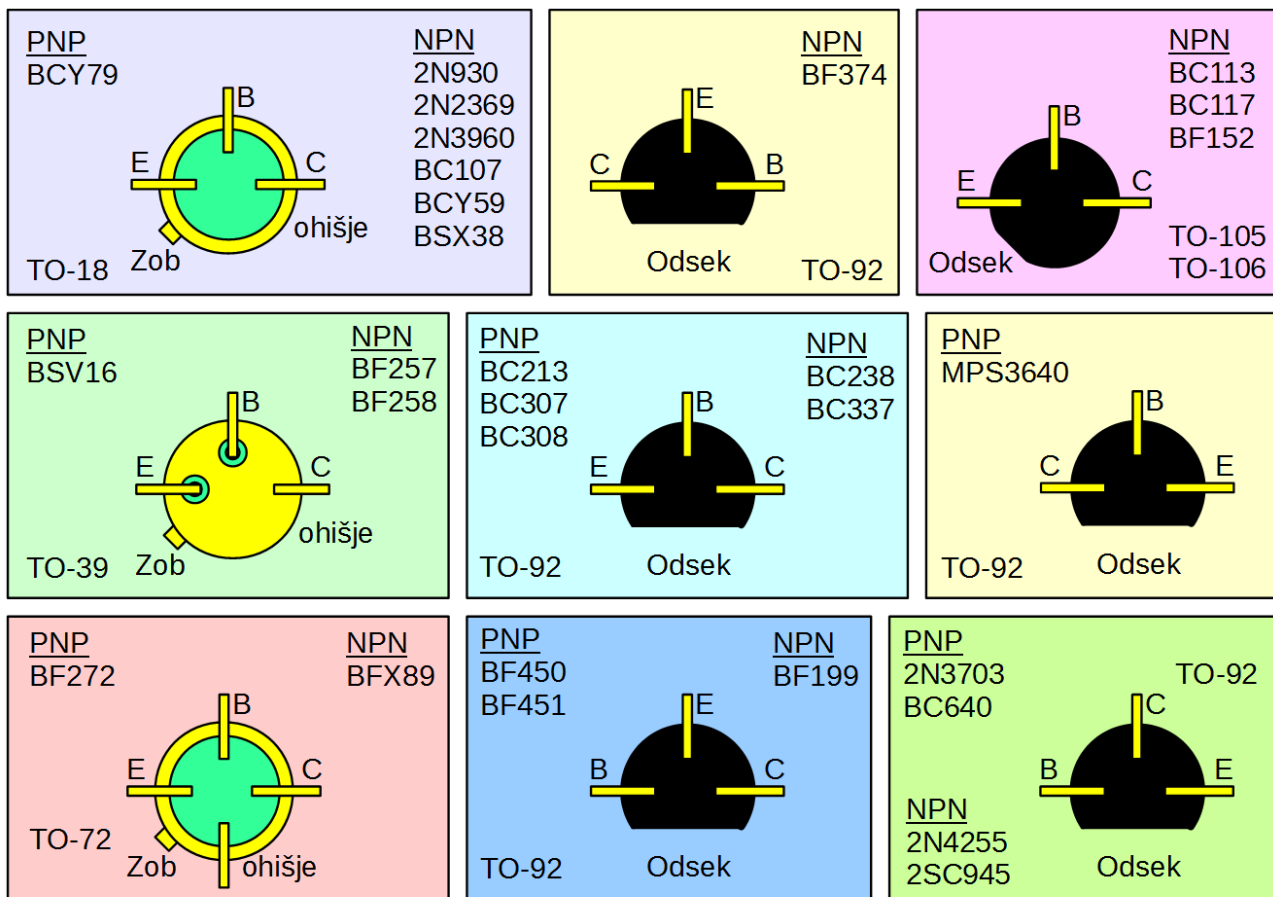 PNP
BCY79
NPN
2N930
2N2369
2N3960
BC107
BCY59
BSX38
B
E
C
ohišje
Zob
TO-18
NPN
BF374
E
C
B
Odsek
TO-92
NPN
BC113
BC117
BF152
B
E
C
Odsek
TO-105
TO-106
PNP
BSV16
NPN
BF257
BF258
B
E
C
ohišje
TO-39
Zob
PNP
BC213
BC307
BC308
NPN
BC238
BC337
B
E
C
TO-92
Odsek
PNP
MPS3640
B
C
E
TO-92
Odsek
PNP
BF272
NPN
BFX89
B
E
C
TO-72
Zob
ohišje
PNP
BF450
BF451
NPN
BF199
E
B
C
TO-92
Odsek
PNP
2N3703
BC640
TO-92
C
B
E
NPN
2N4255
2SC945
Odsek